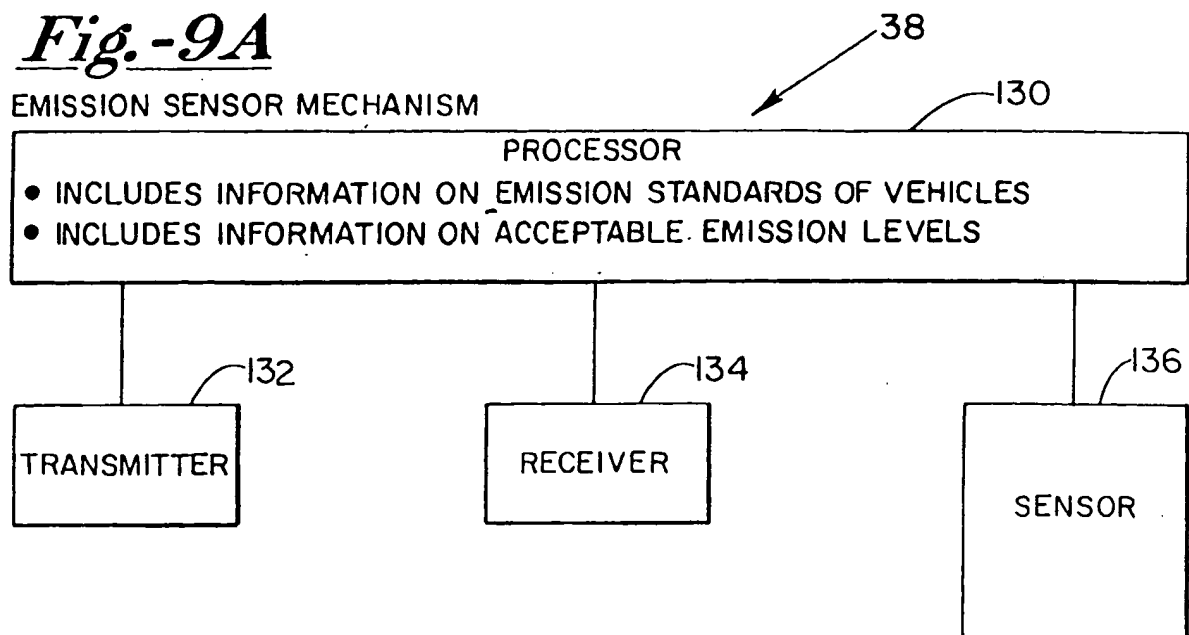 Fig.-9A
38
EMISSION SENSOR MECHANISM
130
PROCESSOR
• INCLUDES INFORMATION ON EMISSION STANDARDS OF VEHICLES
• INCLUDES INFORMATION ON ACCEPTABLE EMISSION LEVELS
132
134
136
TRANSMITTER
RECEIVER
SENSOR